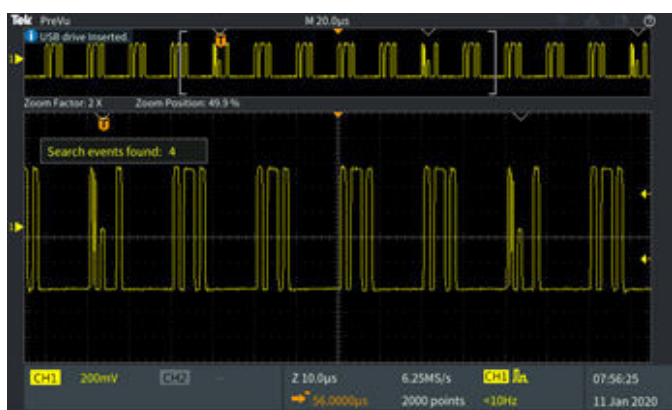 Tek PreVu M 20.0µs
USB drive Inserted.
Zoom Factor: 2 X Zoom Position: 49.9 %
Search events found: 4
CH1 200mV CH2 Z 10.0µs 6.25MS/s CH1 07:56:25
56.0000µs 2000 points <10Hz 11 Jan 2020